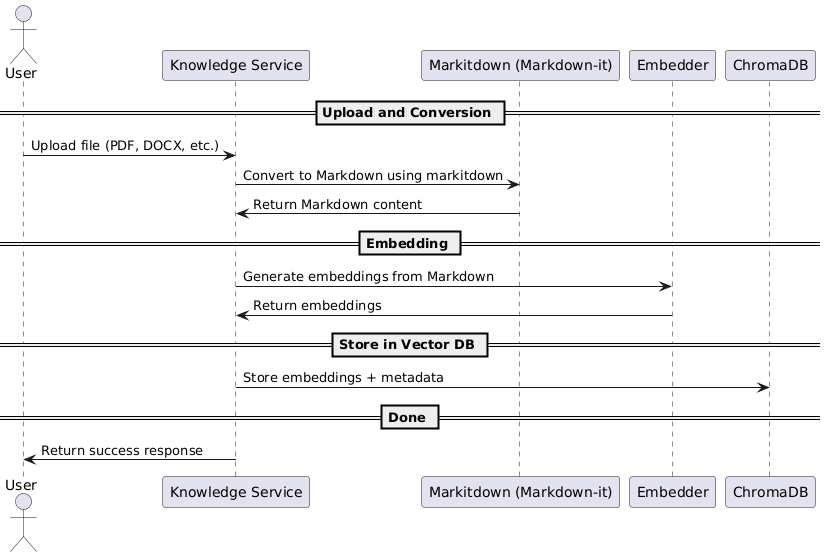 User
Knowledge Service
Markitdown (Markdown-it)
Embedder
ChromaDB
Upload and Conversion
Upload file (PDF, DOCX, etc.)
Convert to Markdown using markitdown
Return Markdown content
Embedding
Generate embeddings from Markdown
Return embeddings
Store in Vector DB
Store embeddings + metadata
Done
Return success response
User
Knowledge Service
Markitdown (Markdown-it)
Embedder
ChromaDB